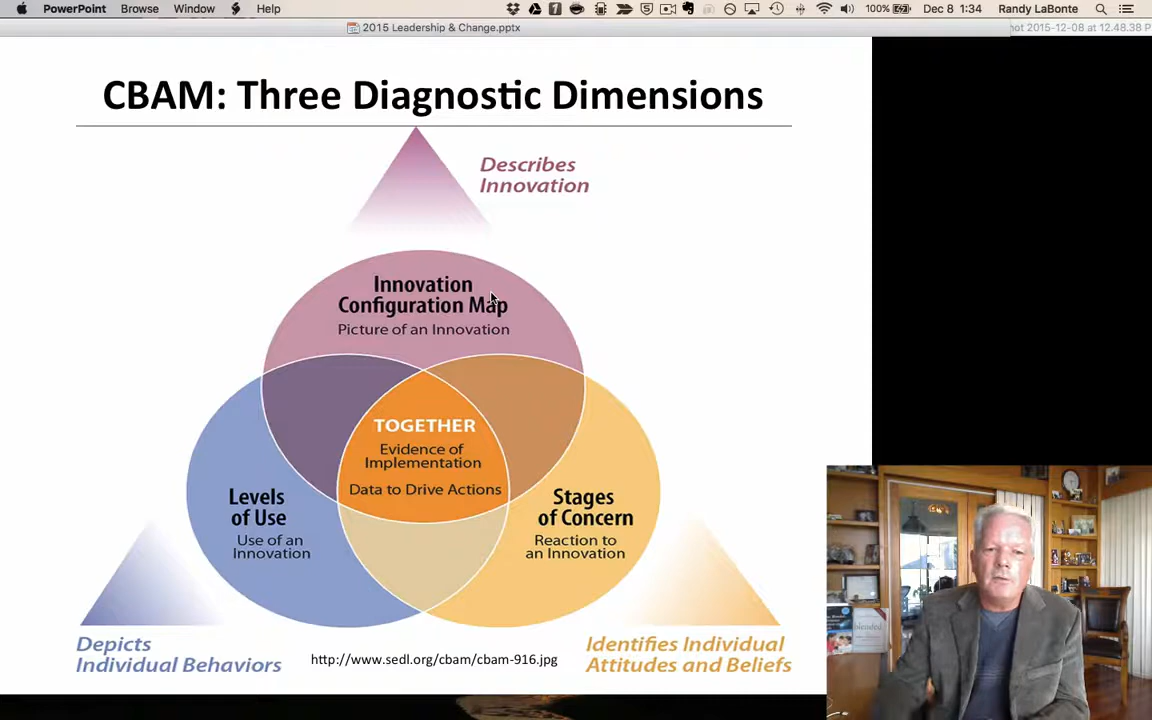 PowerPoint Browse Window Help
100% Dec 8 1:34 Randy LaBonte
2015 Leadership & Change.pptx
ot 2015-12-08 at 12.48.38 P
CBAM: Three Diagnostic Dimensions
Describes
Innovation
Innovation
Configuration Map
Picture of an Innovation
TOGETHER
Evidence of
Implementation
Data to Drive Actions
Levels
of Use
Use of an
Innovation
Stages
of Concern
Reaction to
an Innovation
Depicts
Individual Behaviors
http://www.sedl.org/cbam/cbam-916.jpg
Identifies Individual
Attitudes and Beliefs
blended